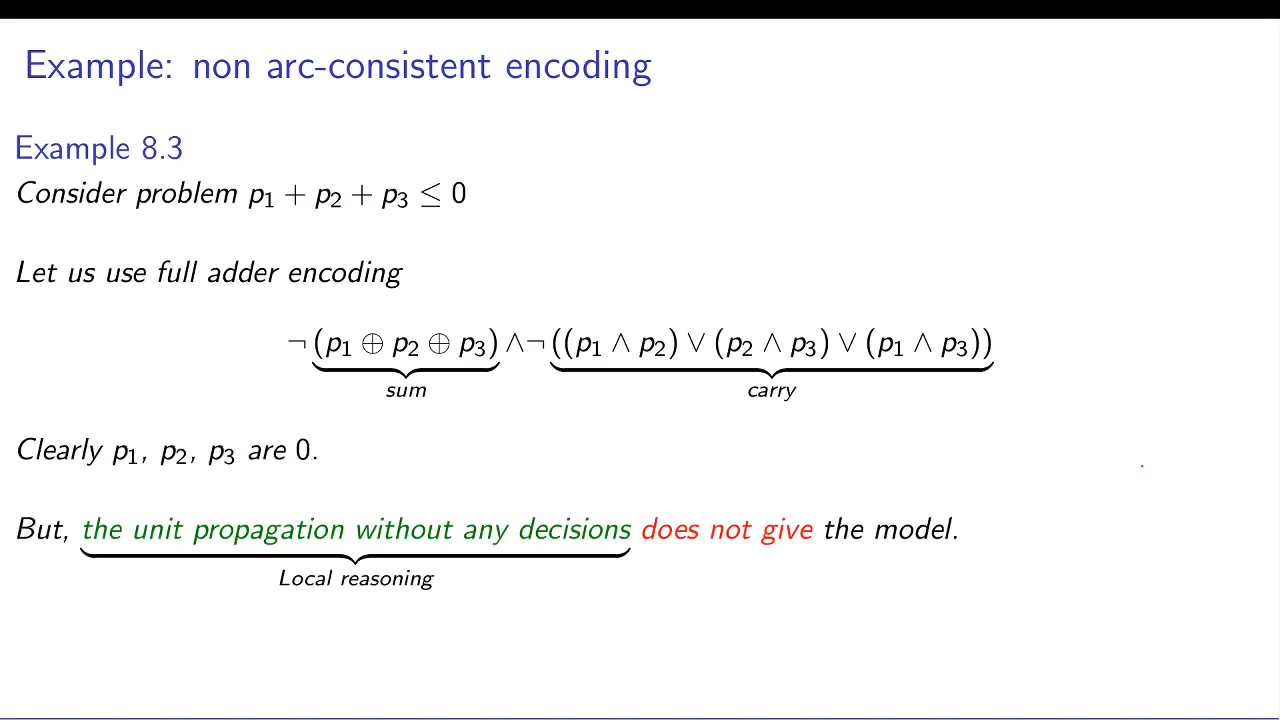 Example: non arc-consistent encoding
Example 8.3
Consider problem p₁ + p₂ + p₃ ≤ 0
Let us use full adder encoding
¬ (p₁ ⊕ p₂ ⊕ p₃) ∧¬ ((p₁ ∧ p₂) ∨ (p₂ ∧ p₃) ∨ (p₁ ∧ p₃))
sum carry
Clearly p₁, p₂, p₃ are 0.
But, the unit propagation without any decisions does not give the model.
Local reasoning